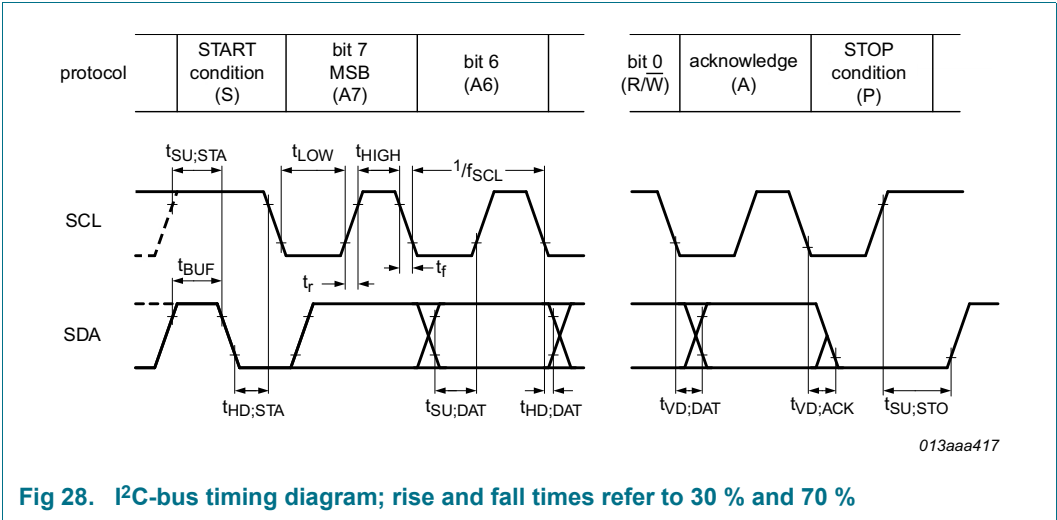 protocol
START
condition
(S)
bit 7
MSB
(A7)
bit 6
(A6)
bit 0
(R/W̅)
acknowledge
(A)
STOP
condition
(P)
tSU;STA
tLOW
tHIGH
1/fSCL
SCL
tBUF
tr
tf
SDA
tHD;STA
tSU;DAT
tHD;DAT
tVD;DAT
tVD;ACK
tSU;STO
013aaa417
Fig 28. I²C-bus timing diagram; rise and fall times refer to 30 % and 70 %